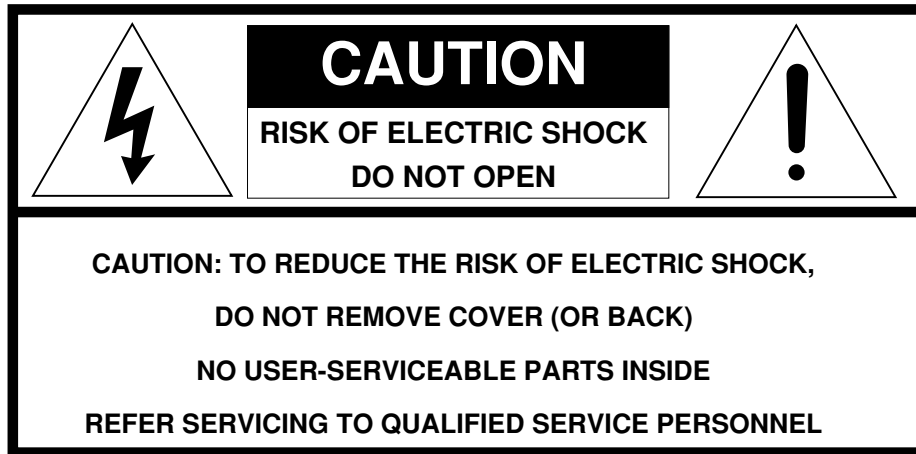 CAUTION
RISK OF ELECTRIC SHOCK
DO NOT OPEN
CAUTION: TO REDUCE THE RISK OF ELECTRIC SHOCK,
DO NOT REMOVE COVER (OR BACK)
NO USER-SERVICEABLE PARTS INSIDE
REFER SERVICING TO QUALIFIED SERVICE PERSONNEL